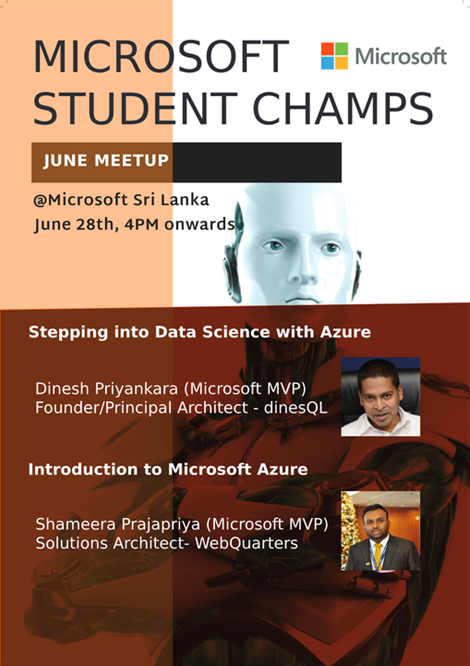 MICROSOFT
Microsoft
STUDENT CHAMPS
JUNE MEETUP
@Microsoft Sri Lanka
June 28th, 4PM onwards
Stepping into Data Science with Azure
Dinesh Priyankara (Microsoft MVP)
Founder/Principal Architect - dinesQL
Introduction to Microsoft Azure
Shameera Prajapriya (Microsoft MVP)
Solutions Architect- WebQuarters